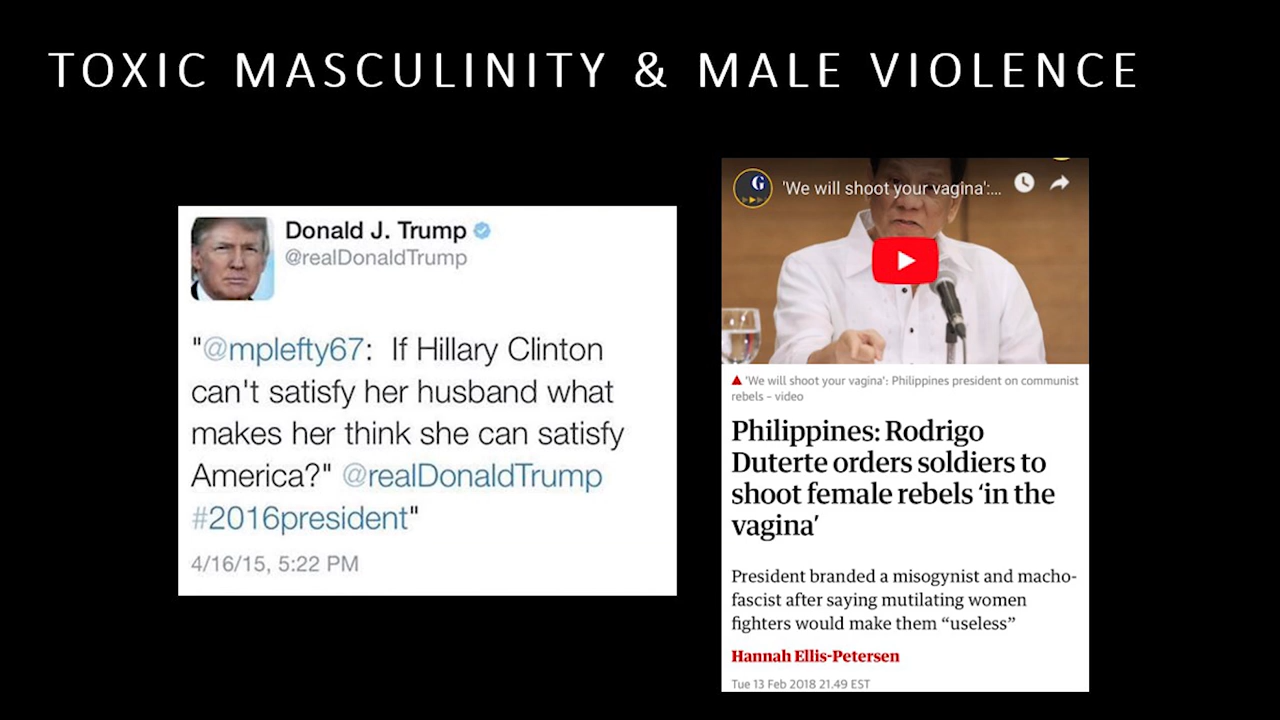 TOXIC MASCULINITY & MALE VIOLENCE
Donald J. Trump
@realDonaldTrump
"@mplefty67: If Hillary Clinton
can't satisfy her husband what
makes her think she can satisfy
America?" @realDonaldTrump
#2016president"
4/16/15, 5:22 PM
G
'We will shoot your vagina':...
'We will shoot your vagina': Philippines president on communist
rebels – video
Philippines: Rodrigo
Duterte orders soldiers to
shoot female rebels ‘in the
vagina’
President branded a misogynist and macho-
fascist after saying mutilating women
fighters would make them “useless”
Hannah Ellis-Petersen
Tue 13 Feb 2018 21.49 EST